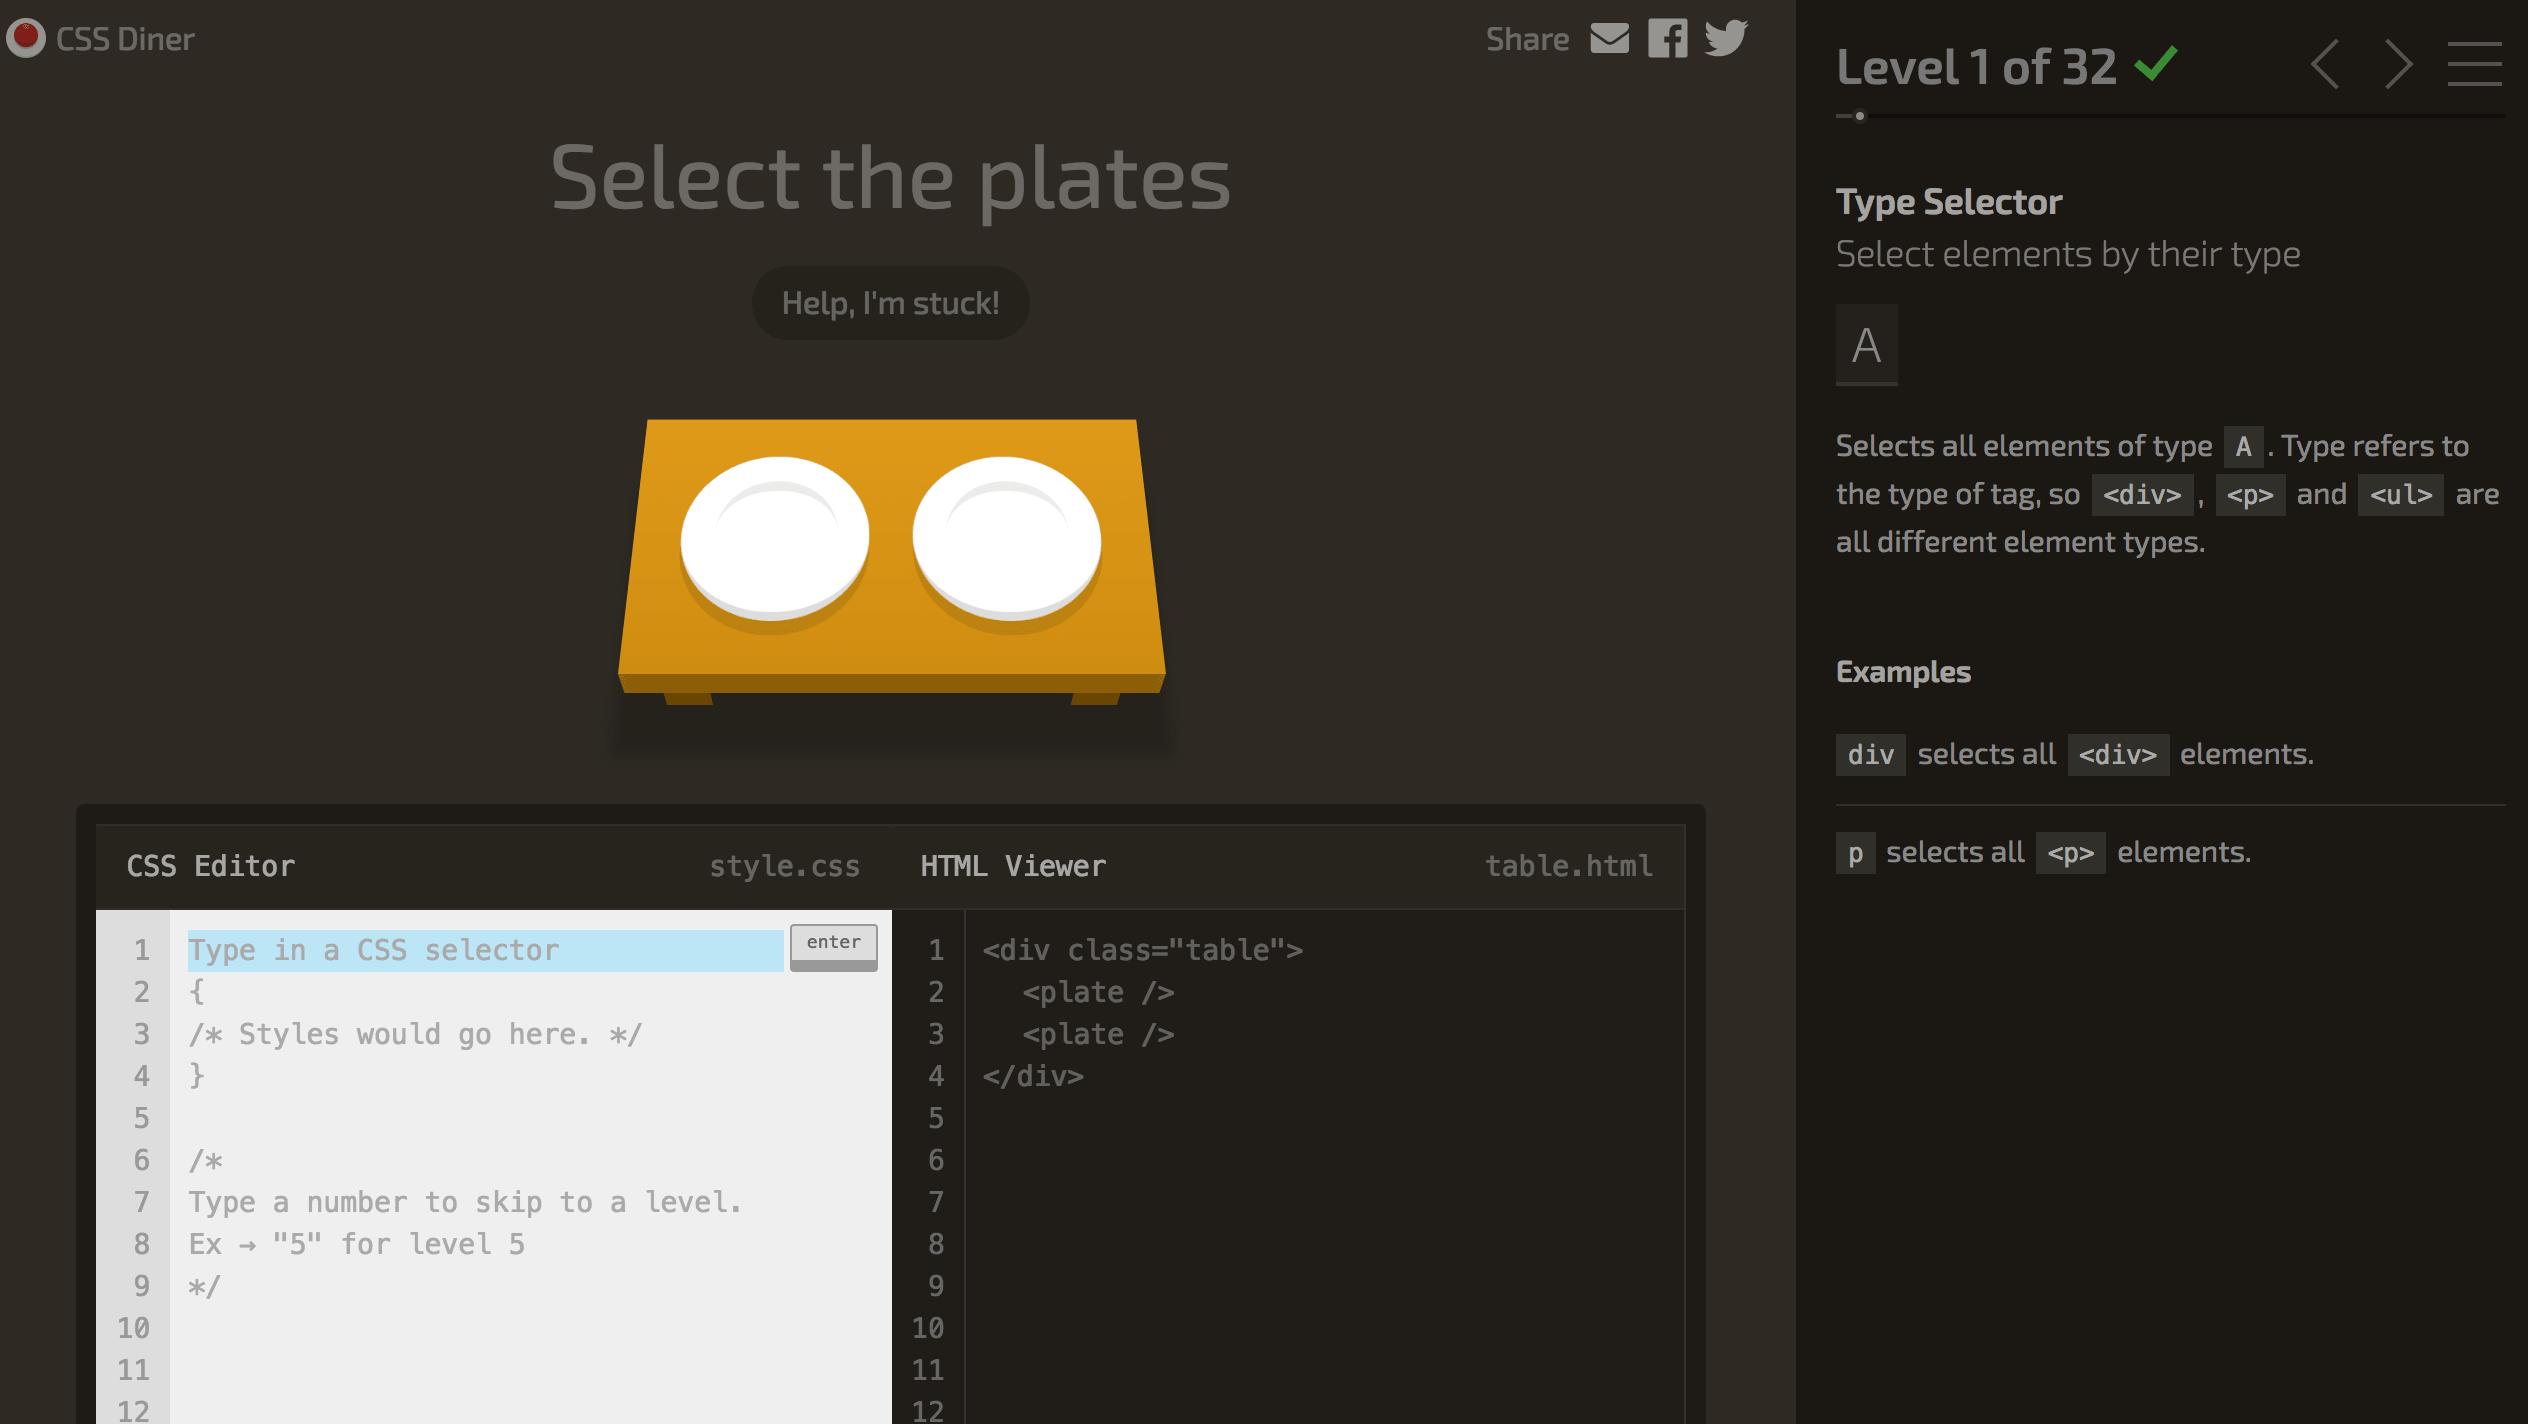 CSS Diner
Share
Select the plates
Help, I'm stuck!
CSS Editor
style.css
1 Type in a CSS selector
enter
2 {
3 /* Styles would go here. */
4 }
5
6 /*
7 Type a number to skip to a level.
8 Ex → "5" for level 5
9 */
10
11
12
HTML Viewer
table.html
1 <div class="table">
2 <plate />
3 <plate />
4 </div>
5
6
7
8
9
10
11
12
Level 1 of 32
Type Selector
Select elements by their type
A
Selects all elements of type A . Type refers to
the type of tag, so <div> , <p> and <ul> are
all different element types.
Examples
div selects all <div> elements.
p selects all <p> elements.